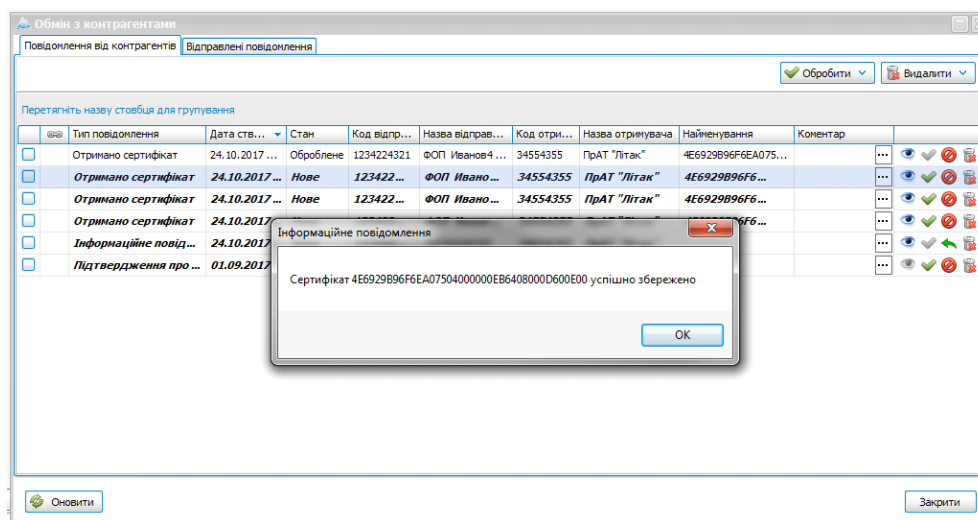 Обмін з контрагентами
Повідомлення від контрагентів Відправлені повідомлення
Обробити Видалити
Перетягніть назву стовбця для групування
Тип повідомлення Дата ств... Стан Код відпр... Назва відправ... Код отри... Назва отримувача Найменування Коментар
Отримано сертифікат 24.10.2017 ... Оброблене 1234224321 ФОП Иванов4 ... 34554355 ПрАТ "Літак" 4E6929B96F6EA075...
Отримано сертифікат 24.10.2017 ... Нове 123422... ФОП Ивано... 34554355 ПрАТ "Літак" 4E6929B96F6...
Отримано сертифікат 24.10.2017 ... Нове 123422... ФОП Ивано... 34554355 ПрАТ "Літак" 4E6929B96F6...
Отримано сертифікат 24.10.2017
Інформаційне повід... 24.10.2017
Підтвердження про ... 01.09.2017
Інформаційне повідомлення
Сертифікат 4E6929B96F6EA07504000000EB6408000D600E00 успішно збережено
OK
Оновити Закрити